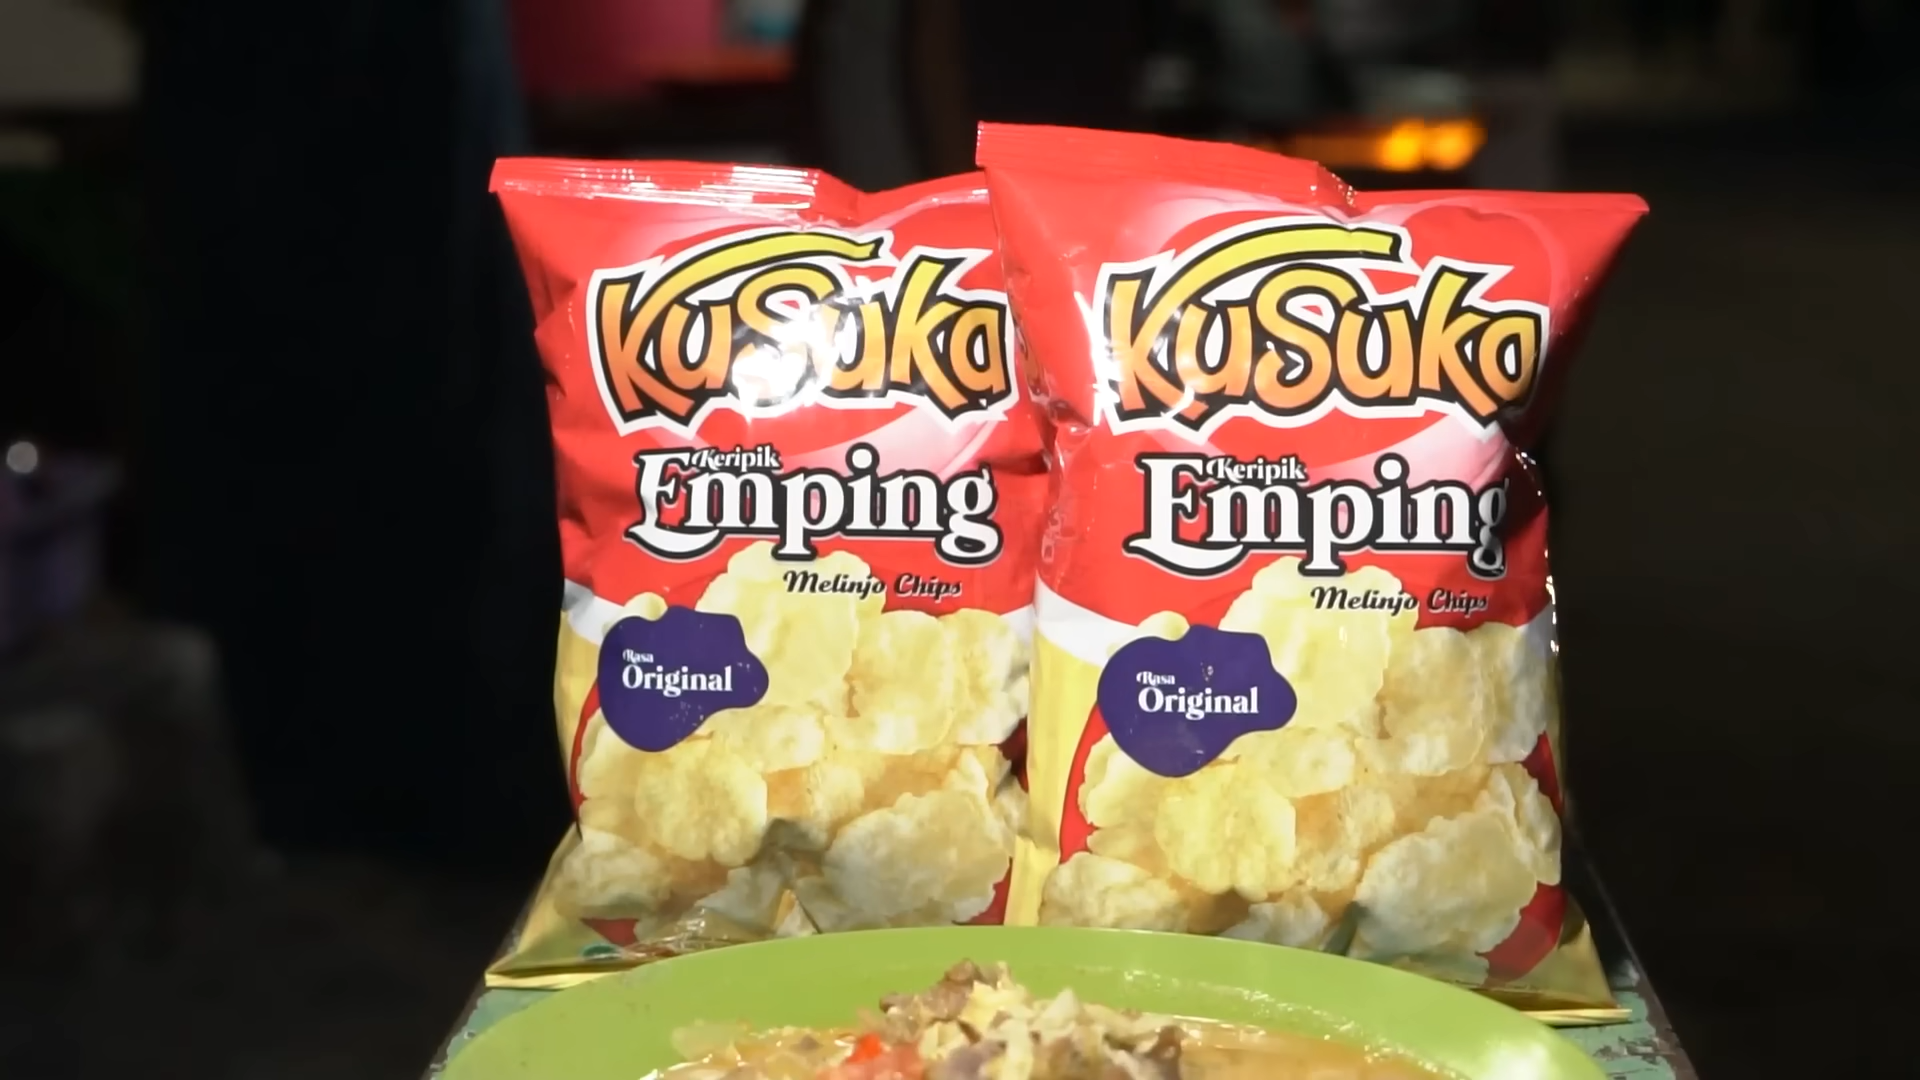 KuSuka
Keripik
Emping
Melinjo Chips
Rasa
Original
KuSuka
Keripik
Emping
Melinjo Chips
Rasa
Original